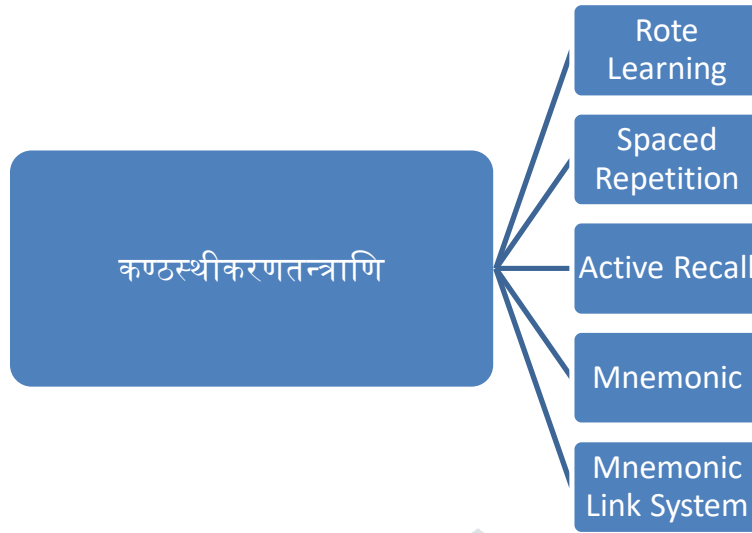 कण्ठस्थीकरणतन्त्राणि
Rote
Learning
Spaced
Repetition
Active Recall
Mnemonic
Mnemonic
Link System